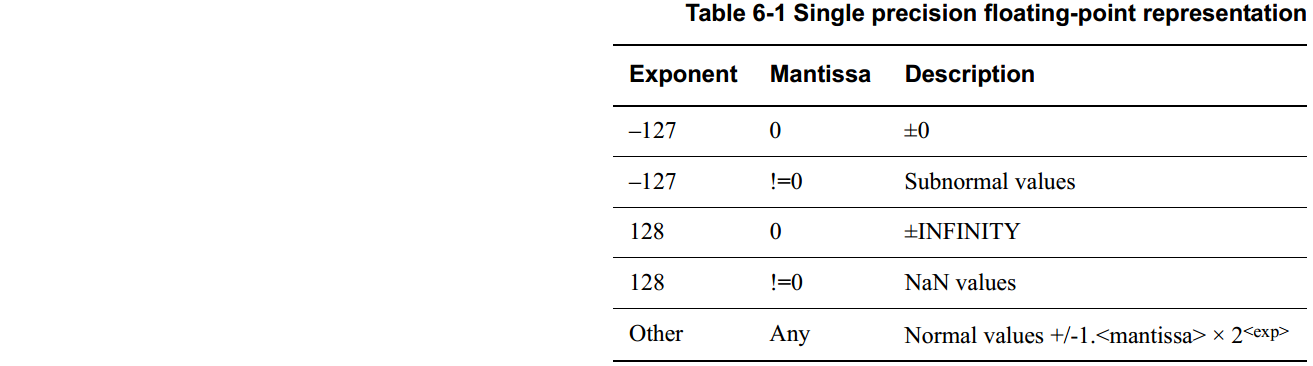 Table 6-1 Single precision floating-point representation
Exponent Mantissa Description
–127 0 ±0
–127 !=0 Subnormal values
128 0 ±INFINITY
128 !=0 NaN values
Other Any Normal values +/-1.<mantissa> × 2<exp>